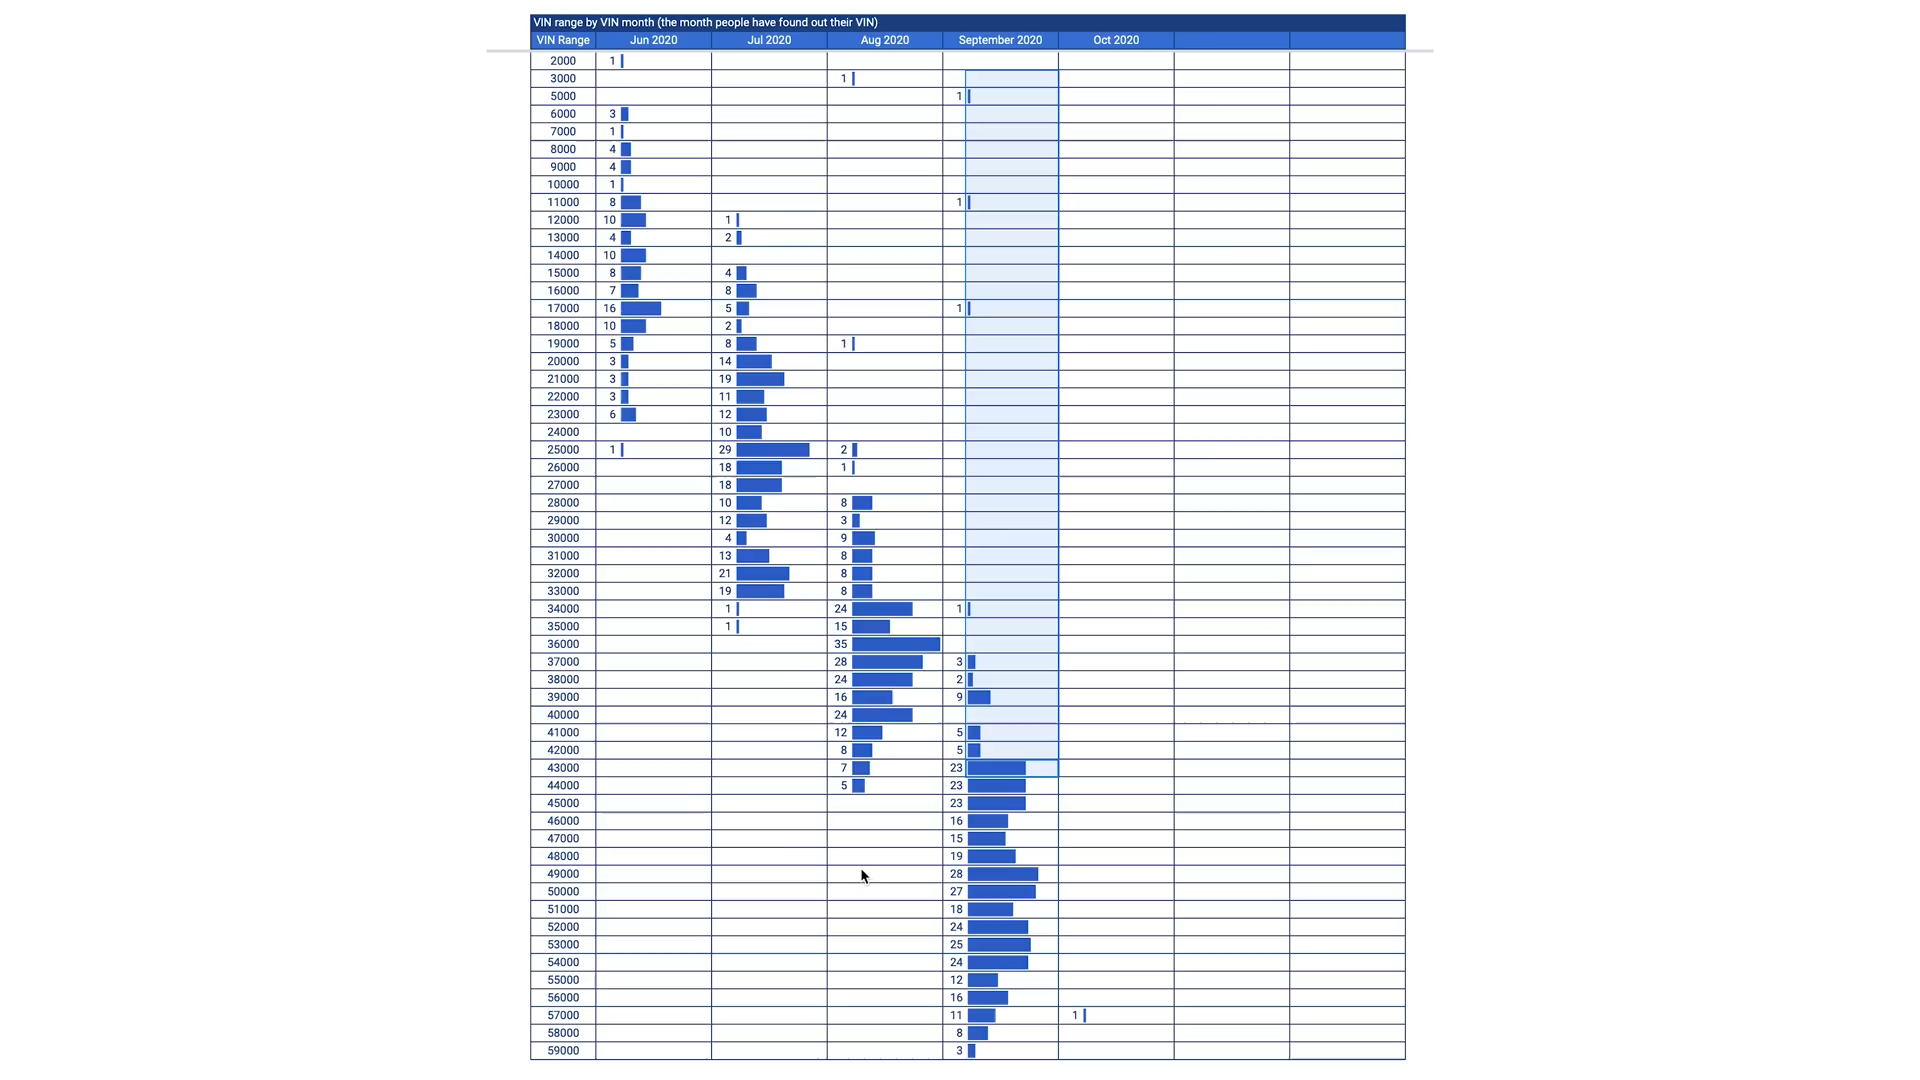 VIN range by VIN month (the month people have found out their VIN)
VIN Range Jun 2020 Jul 2020 Aug 2020 September 2020 Oct 2020
2000 1
3000 1
5000 1
6000 3
7000 1
8000 4
9000 4
10000 1
11000 8 1
12000 10 1
13000 4 2
14000 10
15000 8 4
16000 7 8
17000 16 5 1
18000 10 2
19000 5 8 1
20000 3 14
21000 3 19
22000 3 11
23000 6 12
24000 10
25000 1 29 2
26000 18 1
27000 18
28000 10 8
29000 12 3
30000 4 9
31000 13 8
32000 21 8
33000 19 8
34000 1 24 1
35000 1 15
36000 35
37000 28 3
38000 24 2
39000 16 9
40000 24
41000 12 5
42000 8 5
43000 7 23
44000 5 23
45000 23
46000 16
47000 15
48000 19
49000 28
50000 27
51000 18
52000 24
53000 25
54000 24
55000 12
56000 16
57000 11 1
58000 8
59000 3